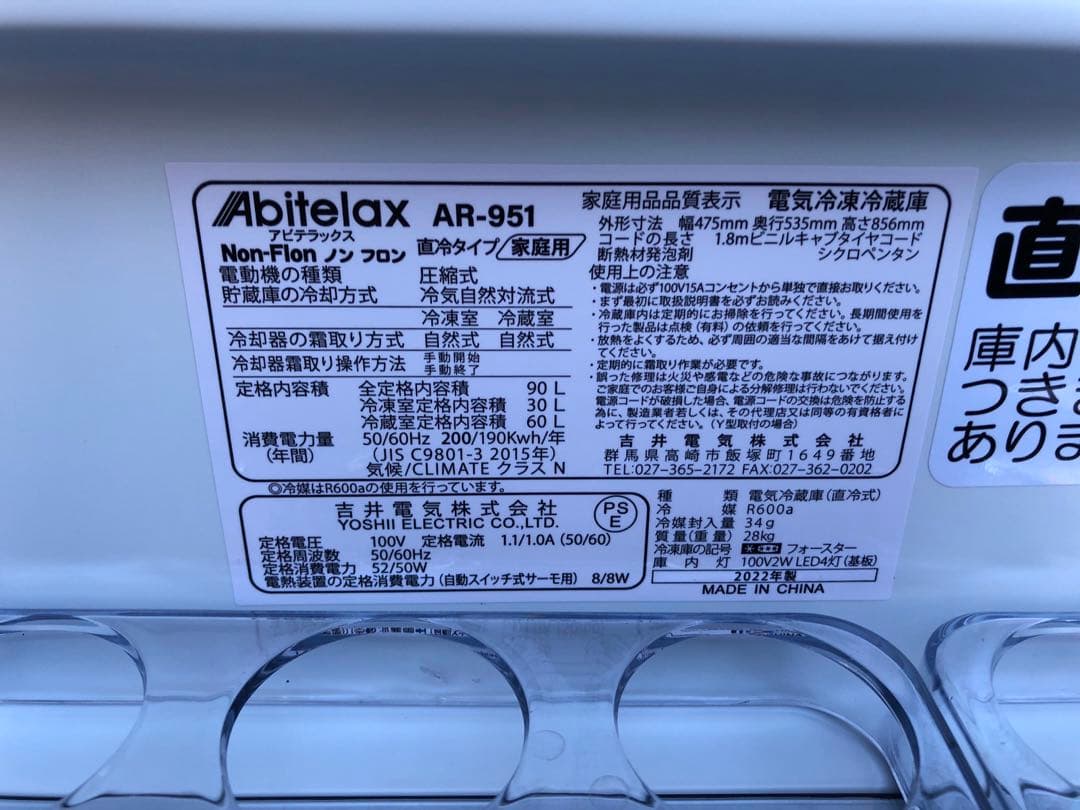 Abitelax AR-951
アビテラックス
Non-Flon ノン フロン 直冷タイプ 家庭用
電動機の種類 圧縮式
貯蔵庫の冷却方式 冷気自然対流式
冷凍室 冷蔵室
冷却器の霜取り方式 自然式 自然式
冷却器霜取り操作方法 手動開始
手動終了
定格内容積 全定格内容積 90 L
冷凍室定格内容積 30 L
冷蔵室定格内容積 60 L
消費電力量 50/60Hz 200/190Kwh/年
(年間) (JIS C9801-3 2015年)
気候/CLIMATE クラス N
◎冷媒はR600aの使用を行っています。
家庭用品品質表示 電気冷凍冷蔵庫
外形寸法 幅475mm 奥行535mm 高さ856mm
コードの長さ 1.8mビニルキャブタイヤコード
断熱材発泡剤 シクロペンタン
使用上の注意
・電源は必ず100V15Aコンセントから単独で直接お取りください。
・まず最初に取扱説明書を必ずお読みください。
・冷蔵庫内は定期的にお掃除を行ってください。長期間使用を
行った製品は点検(有料)の依頼を行ってください。
・放熱をよくするため、必ず周囲の適当な間隔をあけて据え付け
てください。
・定期的に霜取り作業が必要です。
・誤った修理は火災や感電などの危険な事故につながります。
ご家庭でのお客様ご自身による分解修理は行わないでください。
電源コードが破損した場合、電源コードの交換は危険を防止する
為に、製造業者若しくは、その代理店又は同等の有資格者に
よって行ってください。(Y型取付の場合)
吉井電気株式会社
群馬県高崎市飯塚町1649番地
TEL:027-365-2172 FAX:027-362-0202
吉井電気株式会社
YOSHII ELECTRIC CO.,LTD.
PS
E
定格電圧 100V 定格電流 1.1/1.0A (50/60)
定格周波数 50/60Hz
定格消費電力 52/50W
電熱装置の定格消費電力(自動スイッチ式サーモ用) 8/8W
種類 電気冷蔵庫(直冷式)
冷媒 R600a
冷媒封入量 34g
質量(重量) 28kg
冷凍庫の記号 フォースター
庫内灯 100V2W LED4灯(基板)
2022年製
MADE IN CHINA
直
庫内
つき
あり